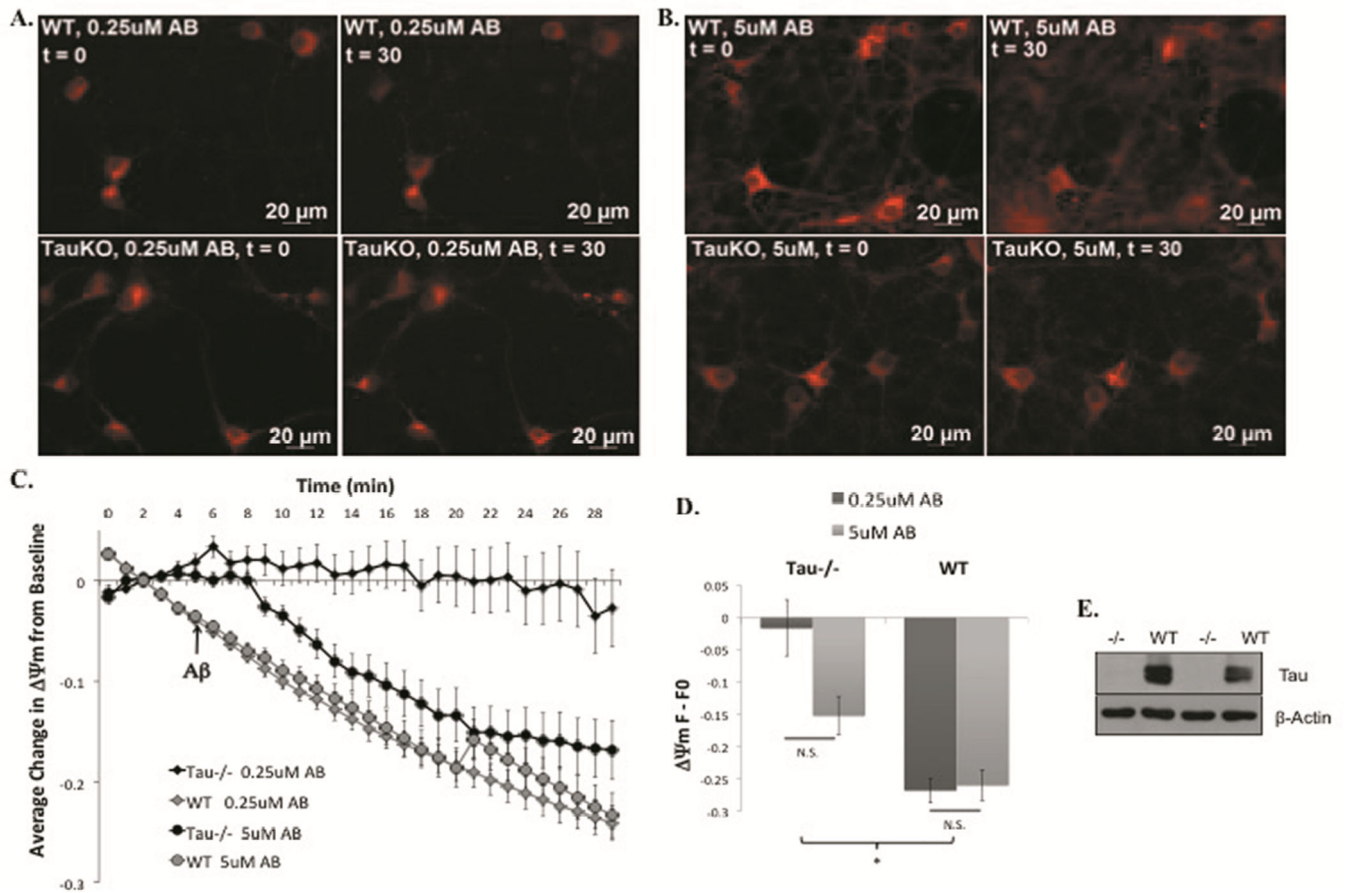 A.
WT, 0.25uM AB
t = 0
20 µm
WT, 0.25uM AB
t = 30
20 µm
TauKO, 0.25uM AB, t = 0
20 µm
TauKO, 0.25uM AB, t = 30
20 µm
B.
WT, 5uM AB
t = 0
20 µm
WT, 5uM AB
t = 30
20 µm
TauKO, 5uM, t = 0
20 µm
TauKO, 5uM, t = 30
20 µm
C.
Time (min)
0 2 4 6 8 10 12 14 16 18 20 22 24 26 28
Average Change in ΔΨm from Baseline
0
-0.1
-0.2
-0.3
Aβ
Tau-/- 0.25uM AB
WT 0.25uM AB
Tau-/- 5uM AB
WT 5uM AB
D.
0.25uM AB
5uM AB
Tau-/- WT
ΔΨm F - F0
0.05
0
-0.05
-0.1
-0.15
-0.2
-0.25
-0.3
N.S.
N.S.
*
E.
-/- WT -/- WT
Tau
β-Actin